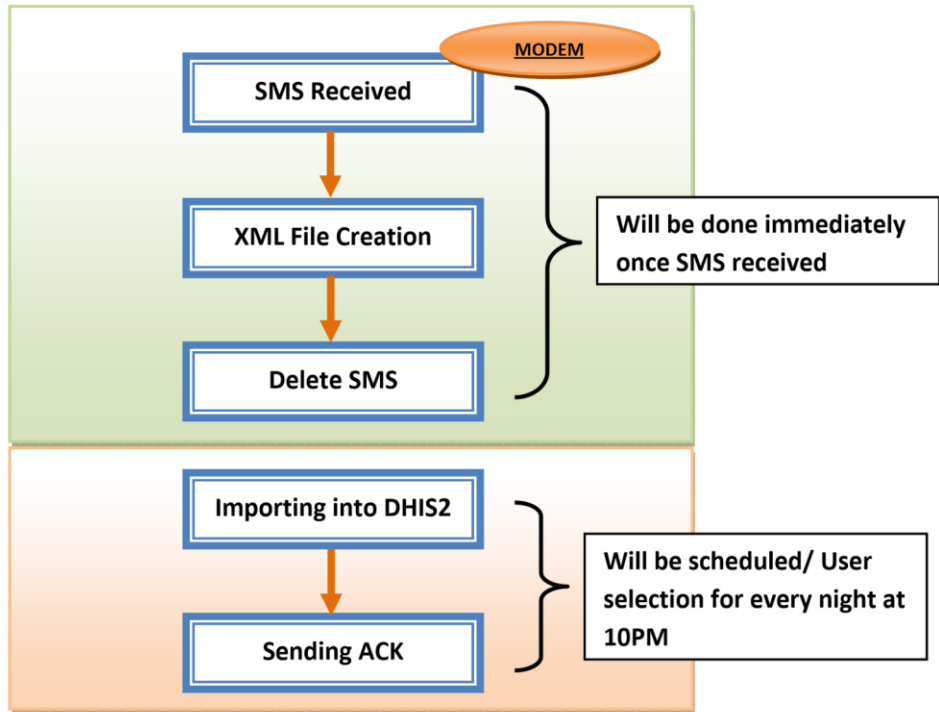 MODEM
SMS Received
XML File Creation
Delete SMS
Will be done immediately
once SMS received
Importing into DHIS2
Sending ACK
Will be scheduled/ User
selection for every night at
10PM